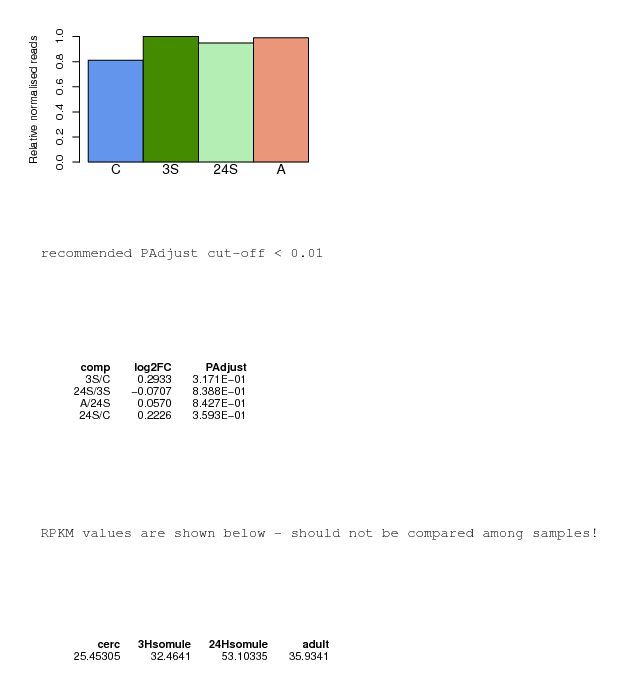 Relative normalised reads
1.0
0.8
0.6
0.4
0.2
0.0
C 3S 24S A
recommended PAdjust cut-off < 0.01
comp log2FC PAdjust
3S/C 0.2933 3.171E−01
24S/3S −0.0707 8.388E−01
A/24S 0.0570 8.427E−01
24S/C 0.2226 3.593E−01
RPKM values are shown below - should not be compared among samples!
cerc 3Hsomule 24Hsomule adult
25.45305 32.4641 53.10335 35.9341